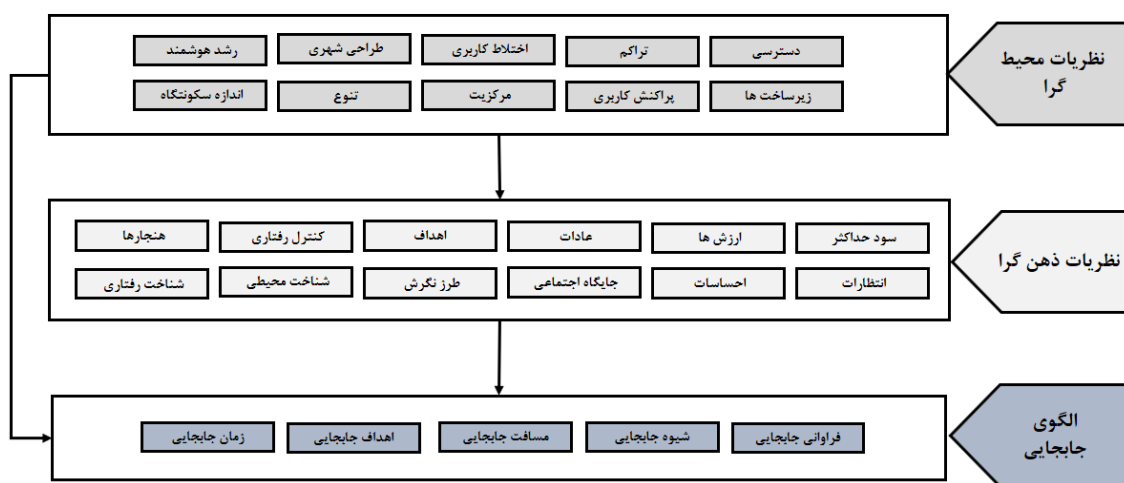 نظریات محیط
گرا
دسترسی
تراکم
اختلاط کاربری
طراحی شهری
رشد هوشمند
زیرساخت ها
پراکنش کاربری
مرکزیت
تنوع
اندازه سکونتگاه
نظریات ذهن گرا
سود حداکثر
ارزش ها
عادات
اهداف
کنترل رفتاری
هنجارها
انتظارات
احساسات
جایگاه اجتماعی
طرز نگرش
شناخت محیطی
شناخت رفتاری
الگوی
جابجایی
فراوانی جابجایی
شیوه جابجایی
مسافت جابجایی
اهداف جابجایی
زمان جابجایی